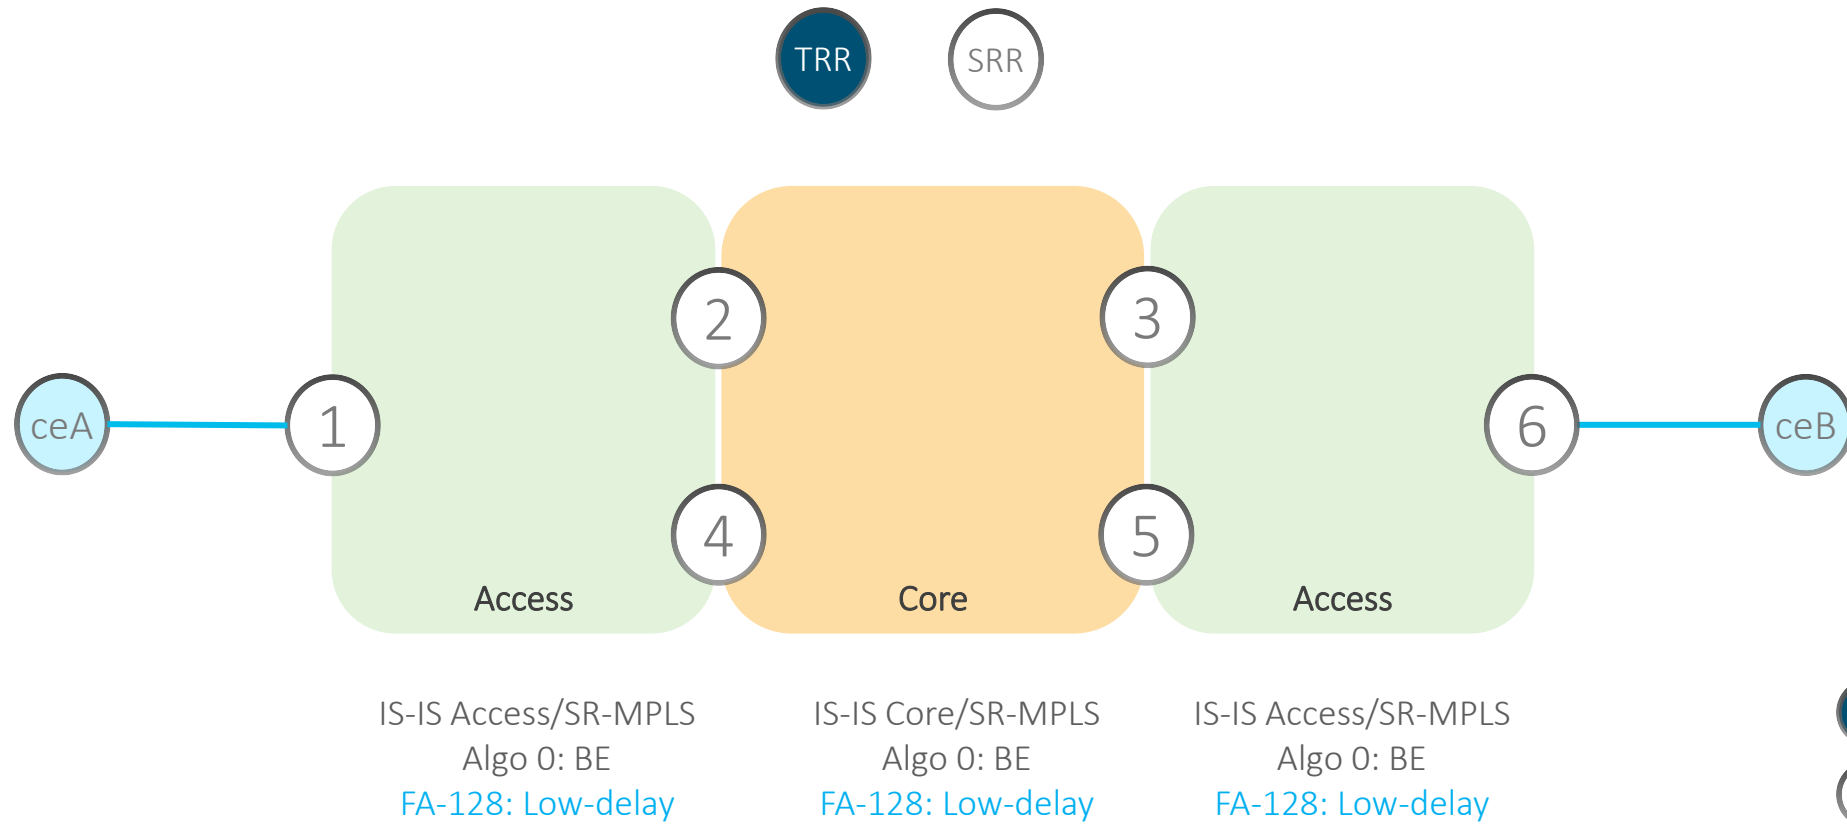 TRR
SRR
2
3
ceA
1
6
ceB
4
5
Access
Core
Access
IS-IS Access/SR-MPLS
Algo 0: BE
FA-128: Low-delay
IS-IS Core/SR-MPLS
Algo 0: BE
FA-128: Low-delay
IS-IS Access/SR-MPLS
Algo 0: BE
FA-128: Low-delay